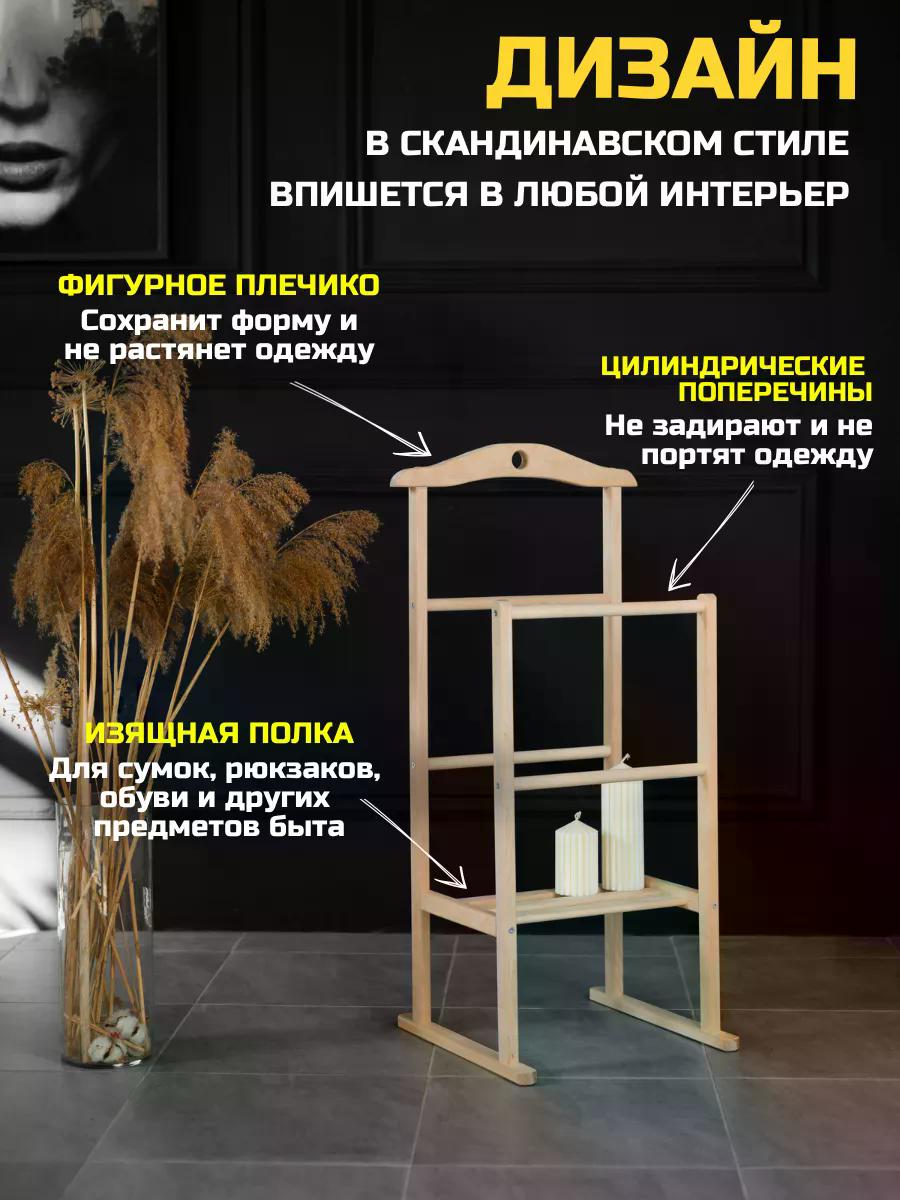 ДИЗАЙН
В СКАНДИНАВСКОМ СТИЛЕ
ВПИШЕТСЯ В ЛЮБОЙ ИНТЕРЬЕР
ФИГУРНОЕ ПЛЕЧИКО
Сохранит форму и
не растянет одежду
ЦИЛИНДРИЧЕСКИЕ
ПОПЕРЕЧИНЫ
Не задирают и не
портят одежду
ИЗЯЩНАЯ ПОЛКА
Для сумок, рюкзаков,
обуви и других
предметов быта